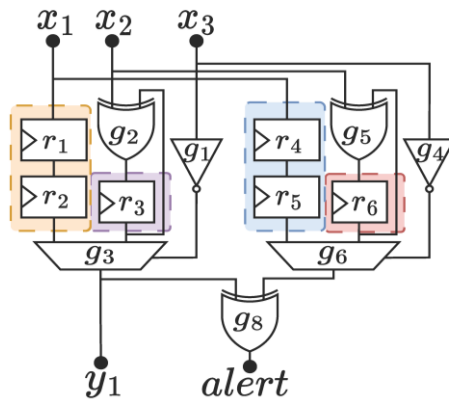 x₁ x₂ x₃
r₁ g₂ g₁ r₄ g₅ g₄
r₂ r₃ r₅ r₆
g₃ g₆
g₈
y₁ alert